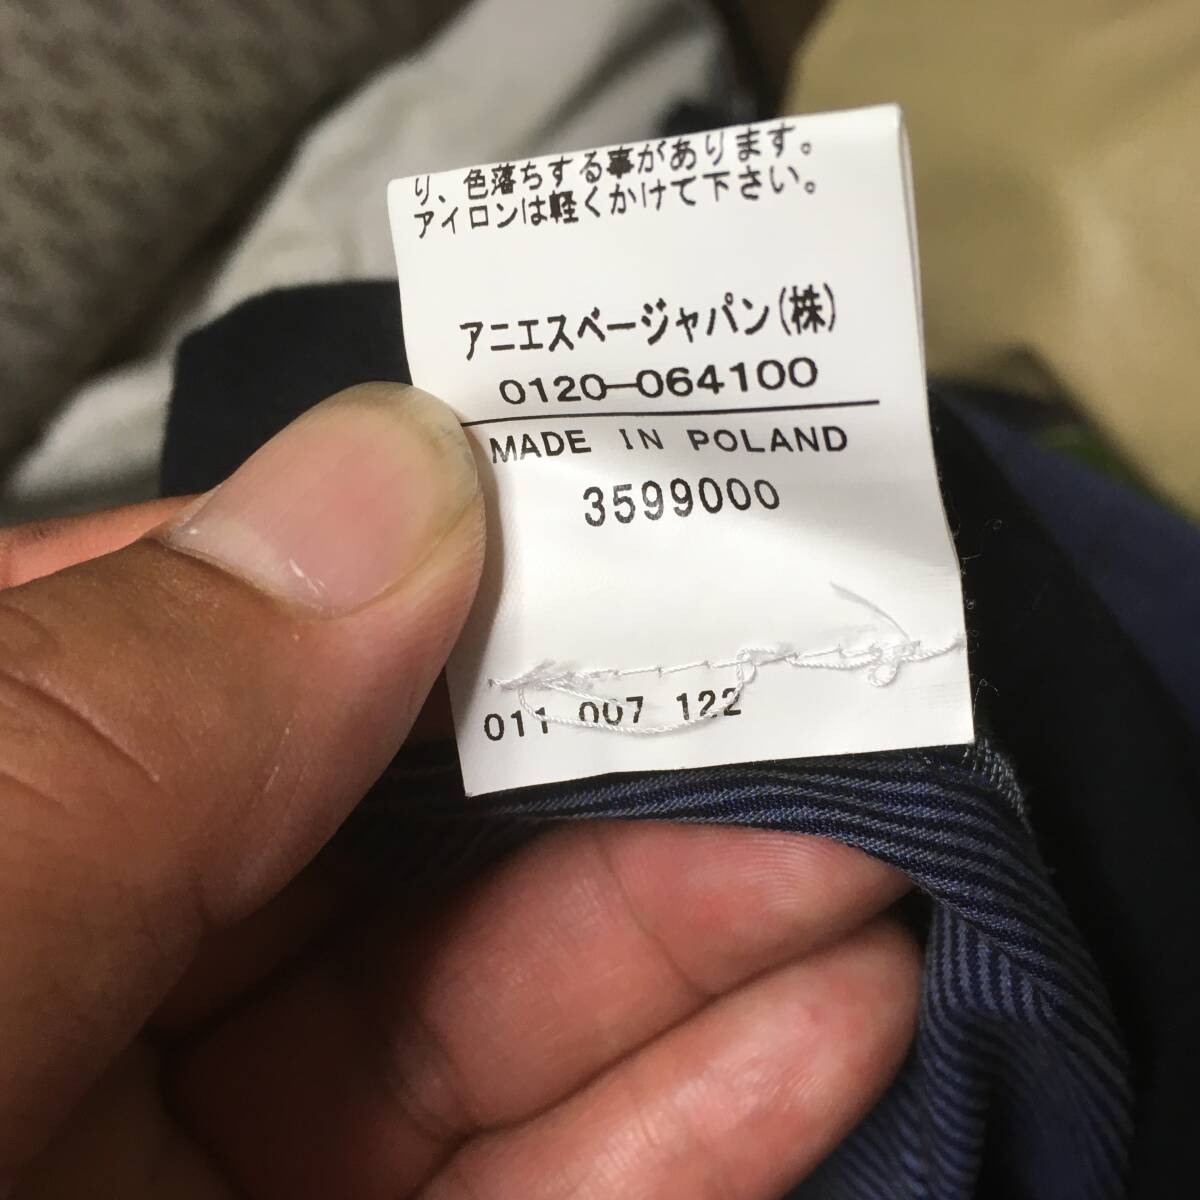 り、色落ちする事があります。
アイロンは軽くかけて下さい。
アニエスベージャパン(株)
0120-064100
MADE IN POLAND
3599000
011 007 122